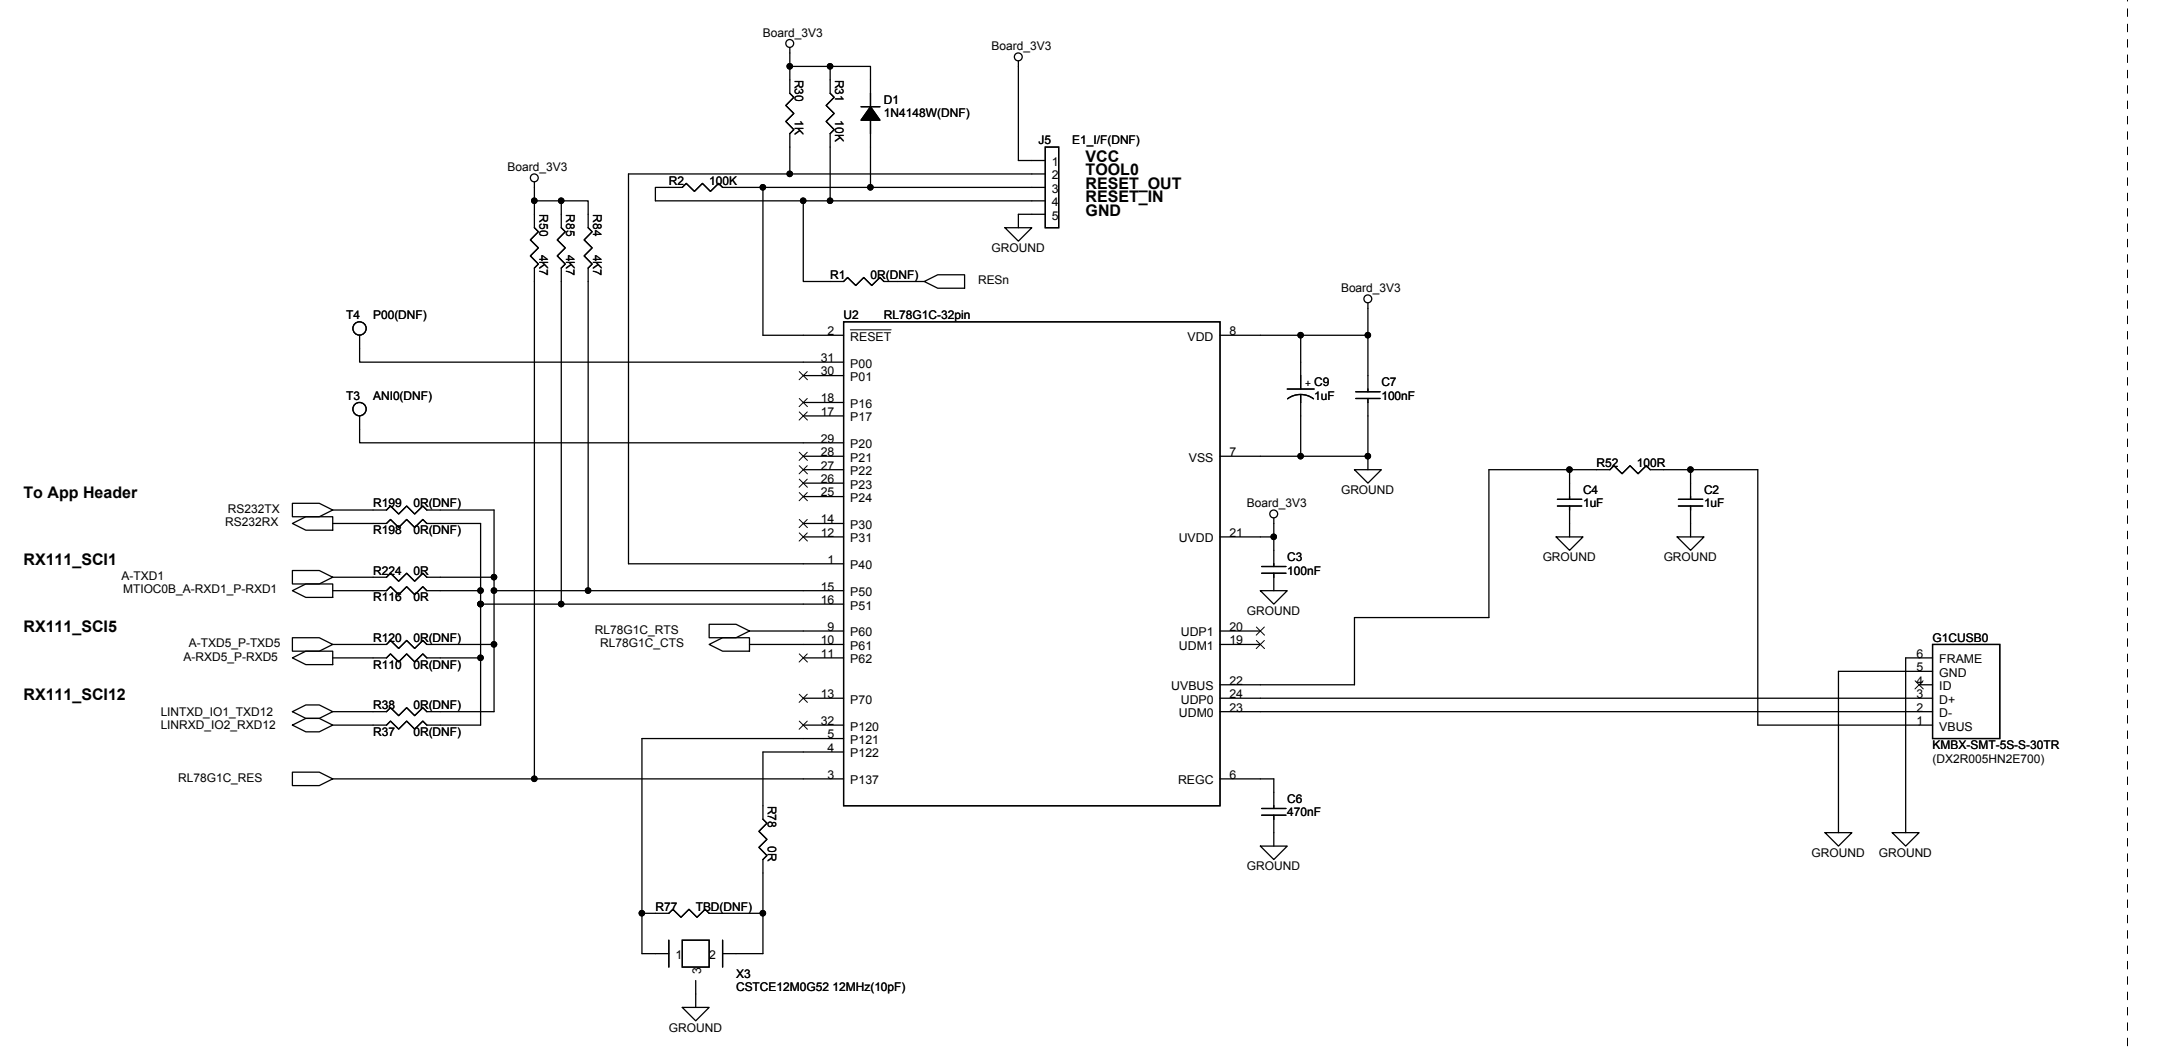 Board_3V3
Board_3V3
R30 1K
R31 10K
D1
1N4148W(DNF)
J5 E1_I/F(DNF)
1 VCC
2 TOOL0
3 RESET_OUT
4 RESET_IN
5 GND
GROUND
R2 100K
Board_3V3
R50 4K7
R85 4K7
R84 4K7
R1 0R(DNF) RESn
T4 P00(DNF)
T3 ANI0(DNF)
U2 RL78G1C-32pin
2 RESET
31 P00
30 P01
18 P16
17 P17
29 P20
28 P21
27 P22
26 P23
25 P24
14 P30
12 P31
1 P40
15 P50
16 P51
9 P60
10 P61
11 P62
13 P70
32 P120
5 P121
4 P122
3 P137
VDD 8
VSS 7
UVDD 21
UDP1 20
UDM1 19
UVBUS 22
UDP0 24
UDM0 23
REGC 6
Board_3V3
+ C9
1uF
C7
100nF
GROUND
Board_3V3
C3
100nF
GROUND
R52 100R
C4
1uF
C2
1uF
GROUND
GROUND
C6
470nF
GROUND
G1CUSB0
6 FRAME
5 GND
4 ID
3 D+
2 D-
1 VBUS
KMBX-SMT-5S-S-30TR
(DX2R005HN2E700)
GROUND
GROUND
To App Header
RS232TX R199 0R(DNF)
RS232RX R198 0R(DNF)
RX111_SCI1
A-TXD1 R224 0R
MTIOC0B_A-RXD1_P-RXD1 R116 0R
RX111_SCI5
A-TXD5_P-TXD5 R120 0R(DNF)
A-RXD5_P-RXD5 R110 0R(DNF)
RX111_SCI12
LINTXD_IO1_TXD12 R38 0R(DNF)
LINRXD_IO2_RXD12 R37 0R(DNF)
RL78G1C_RES
RL78G1C_RTS
RL78G1C_CTS
R78 0R
R77 TBD(DNF)
1 2
3
X3
CSTCE12M0G52 12MHz(10pF)
GROUND